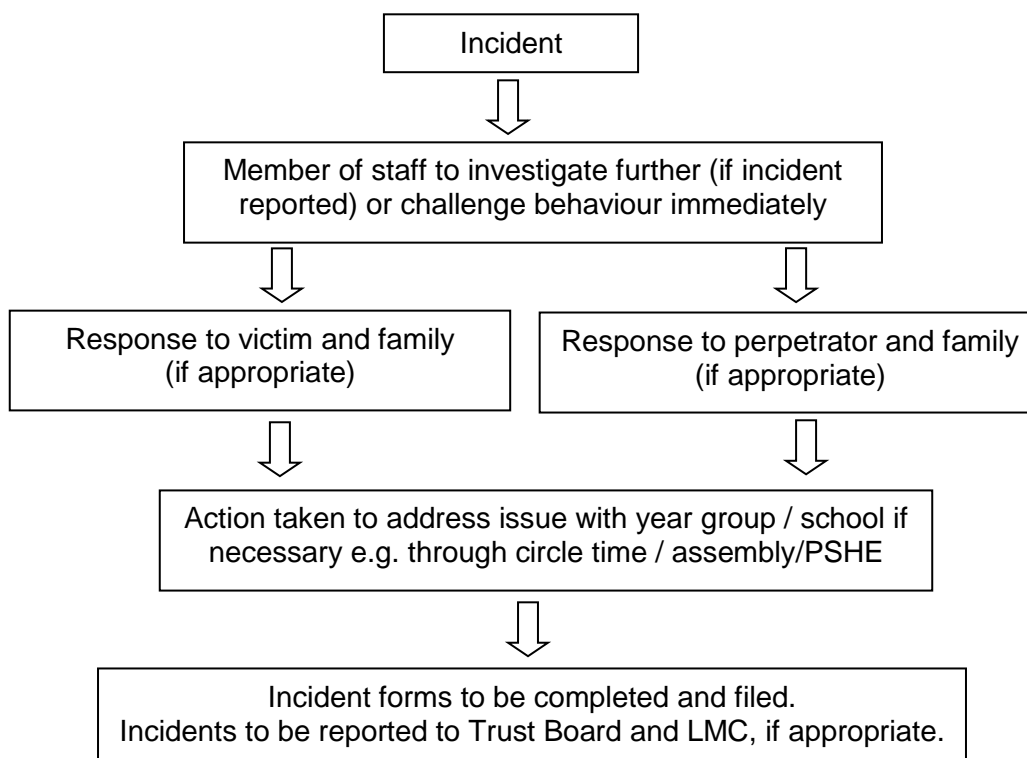 Incident
Member of staff to investigate further (if incident
reported) or challenge behaviour immediately
Response to victim and family
(if appropriate)
Response to perpetrator and family
(if appropriate)
Action taken to address issue with year group / school if
necessary e.g. through circle time / assembly/PSHE
Incident forms to be completed and filed.
Incidents to be reported to Trust Board and LMC, if appropriate.